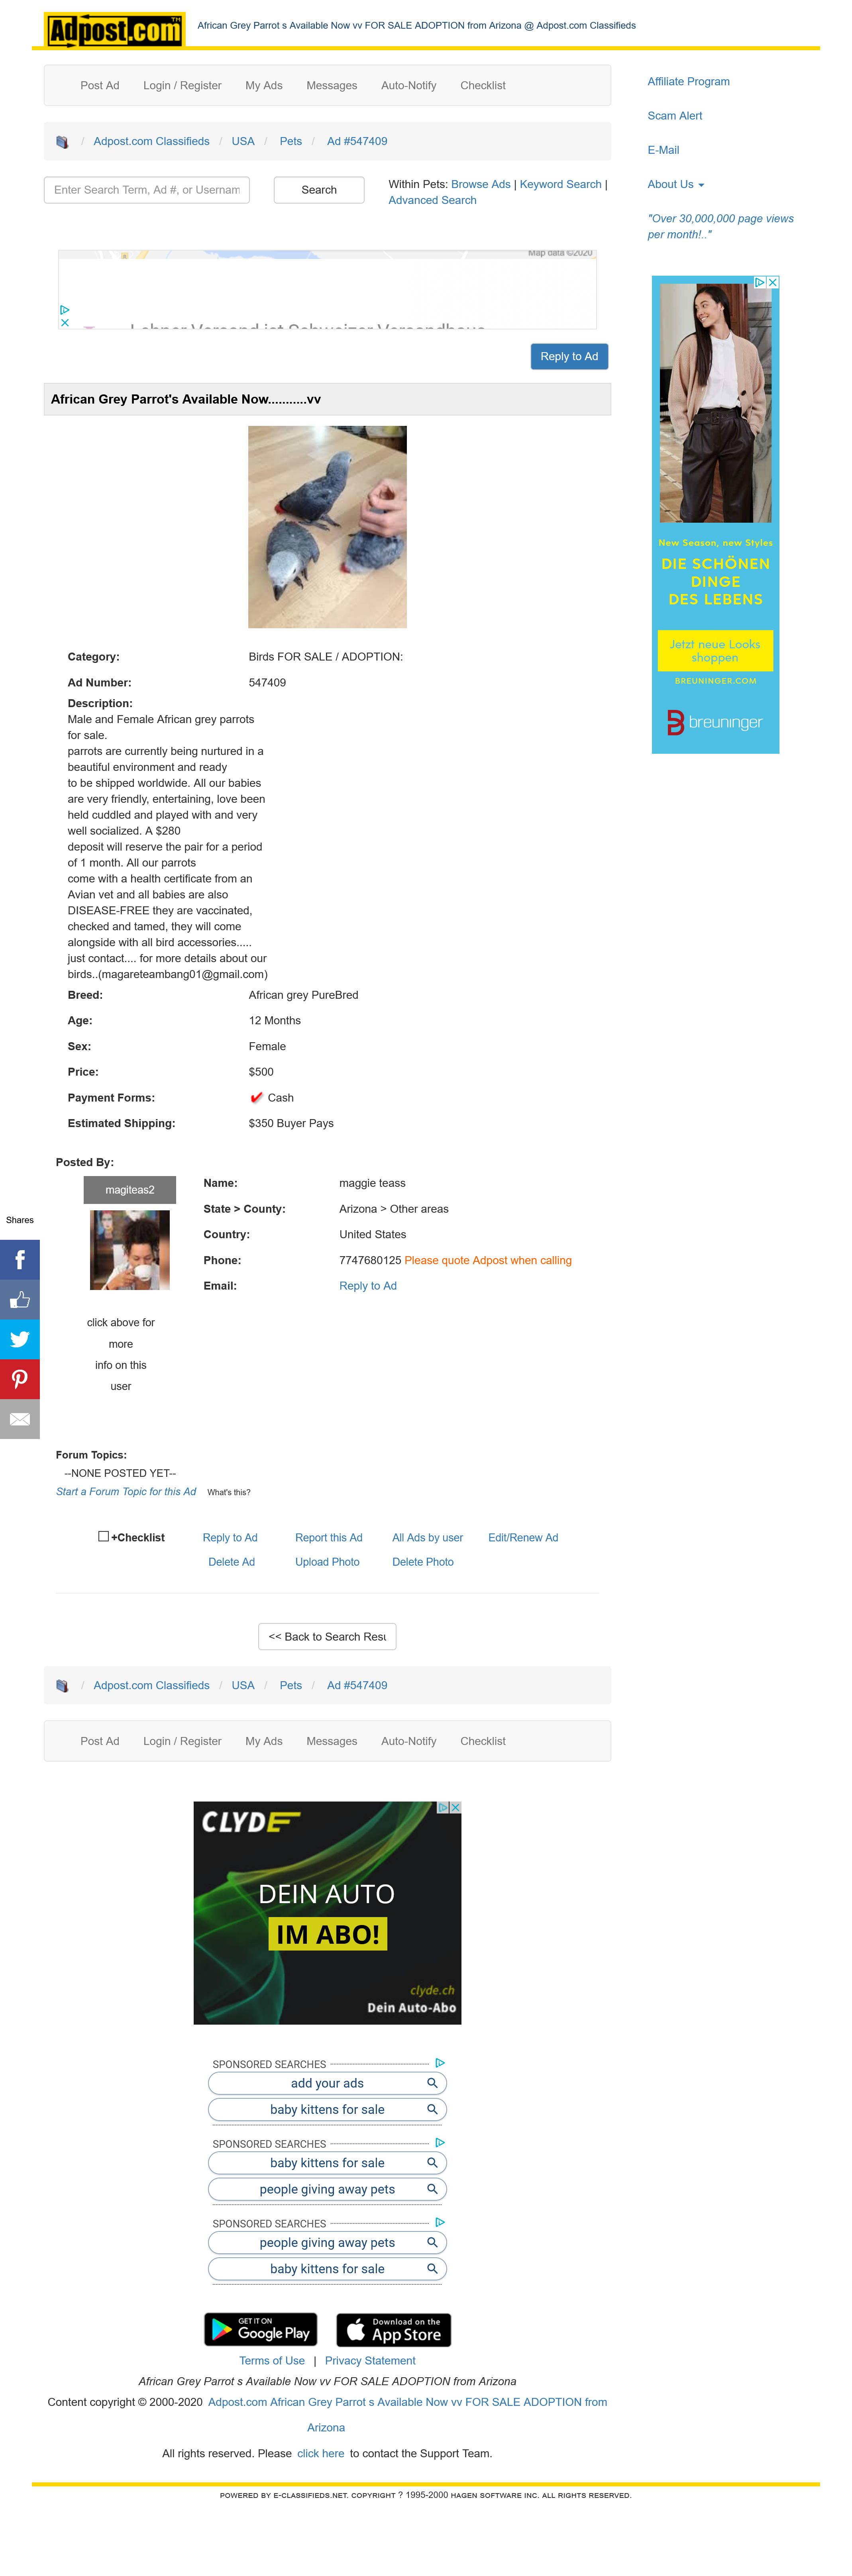 Adpost.com™
African Grey Parrot s Available Now vv FOR SALE ADOPTION from Arizona @ Adpost.com Classifieds
Post Ad Login / Register My Ads Messages Auto-Notify Checklist
/ Adpost.com Classifieds / USA / Pets / Ad #547409
Enter Search Term, Ad #, or Usernam
Search
Within Pets: Browse Ads | Keyword Search |
Advanced Search
Affiliate Program
Scam Alert
E-Mail
About Us
"Over 30,000,000 page views
per month!.."
Map data ©2020
Reply to Ad
African Grey Parrot's Available Now...........vv
New Season, new Styles
DIE SCHÖNEN
DINGE
DES LEBENS
Jetzt neue Looks
shoppen
BREUNINGER.COM
breuninger
Category: Birds FOR SALE / ADOPTION:
Ad Number: 547409
Description:
Male and Female African grey parrots
for sale.
parrots are currently being nurtured in a
beautiful environment and ready
to be shipped worldwide. All our babies
are very friendly, entertaining, love been
held cuddled and played with and very
well socialized. A $280
deposit will reserve the pair for a period
of 1 month. All our parrots
come with a health certificate from an
Avian vet and all babies are also
DISEASE-FREE they are vaccinated,
checked and tamed, they will come
alongside with all bird accessories.....
just contact.... for more details about our
birds..(magareteambang01@gmail.com)
Breed: African grey PureBred
Age: 12 Months
Sex: Female
Price: $500
Payment Forms: Cash
Estimated Shipping: $350 Buyer Pays
Posted By:
magiteas2
Name: maggie teass
State > County: Arizona > Other areas
Country: United States
Phone: 7747680125 Please quote Adpost when calling
Email: Reply to Ad
Shares
click above for
more
info on this
user
Forum Topics:
--NONE POSTED YET--
Start a Forum Topic for this Ad What's this?
+Checklist Reply to Ad Report this Ad All Ads by user Edit/Renew Ad
Delete Ad Upload Photo Delete Photo
<< Back to Search Resu
/ Adpost.com Classifieds / USA / Pets / Ad #547409
Post Ad Login / Register My Ads Messages Auto-Notify Checklist
CLYDE
DEIN AUTO
IM ABO!
clyde.ch
Dein Auto-Abo
SPONSORED SEARCHES
add your ads
baby kittens for sale
SPONSORED SEARCHES
baby kittens for sale
people giving away pets
SPONSORED SEARCHES
people giving away pets
baby kittens for sale
GET IT ON
Google Play
Download on the
App Store
Terms of Use | Privacy Statement
African Grey Parrot s Available Now vv FOR SALE ADOPTION from Arizona
Content copyright © 2000-2020 Adpost.com African Grey Parrot s Available Now vv FOR SALE ADOPTION from
Arizona
All rights reserved. Please click here to contact the Support Team.
POWERED BY E-CLASSIFIEDS.NET. COPYRIGHT ? 1995-2000 HAGEN SOFTWARE INC. ALL RIGHTS RESERVED.